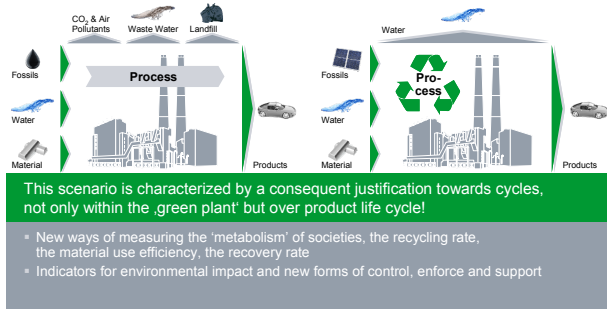 CO2 & Air
Pollutants
Waste Water
Landfill
Fossils
Process
Water
Material
Products
Water
Fossils
Pro-
cess
Water
Material
Products
This scenario is characterized by a consequent justification towards cycles,
not only within the ‚green plant‘ but over product life cycle!
▪ New ways of measuring the ‘metabolism’ of societies, the recycling rate,
the material use efficiency, the recovery rate
▪ Indicators for environmental impact and new forms of control, enforce and support